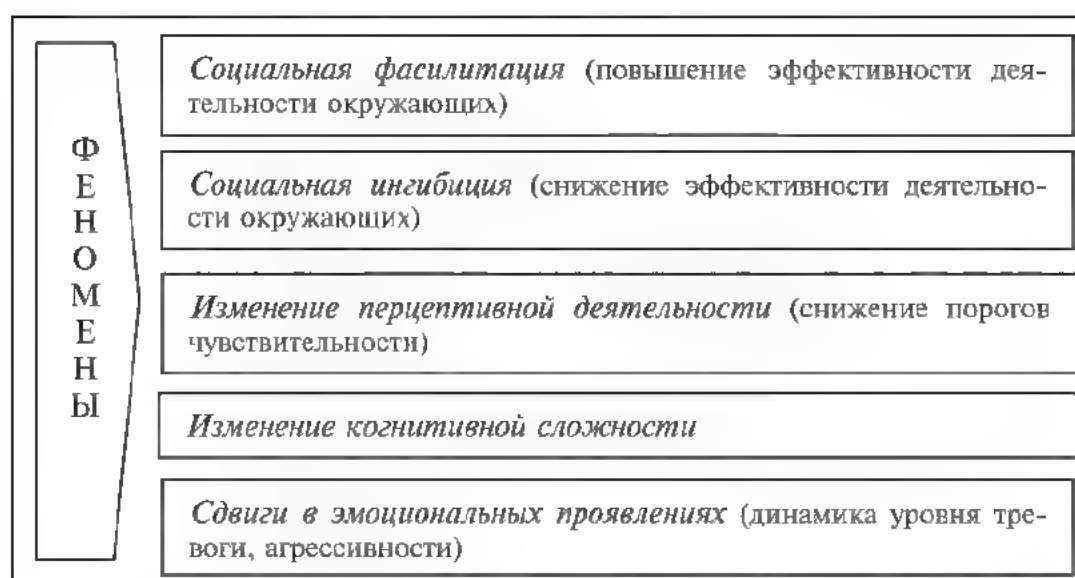 ФЕНОМЕНЫ
Социальная фасилитация (повышение эффективности дея-
тельности окружающих)
Социальная ингибиция (снижение эффективности деятельно-
сти окружающих)
Изменение перцептивной деятельности (снижение порогов
чувствительности)
Изменение когнитивной сложности
Сдвиги в эмоциональных проявлениях (динамика уровня тре-
воги, агрессивности)